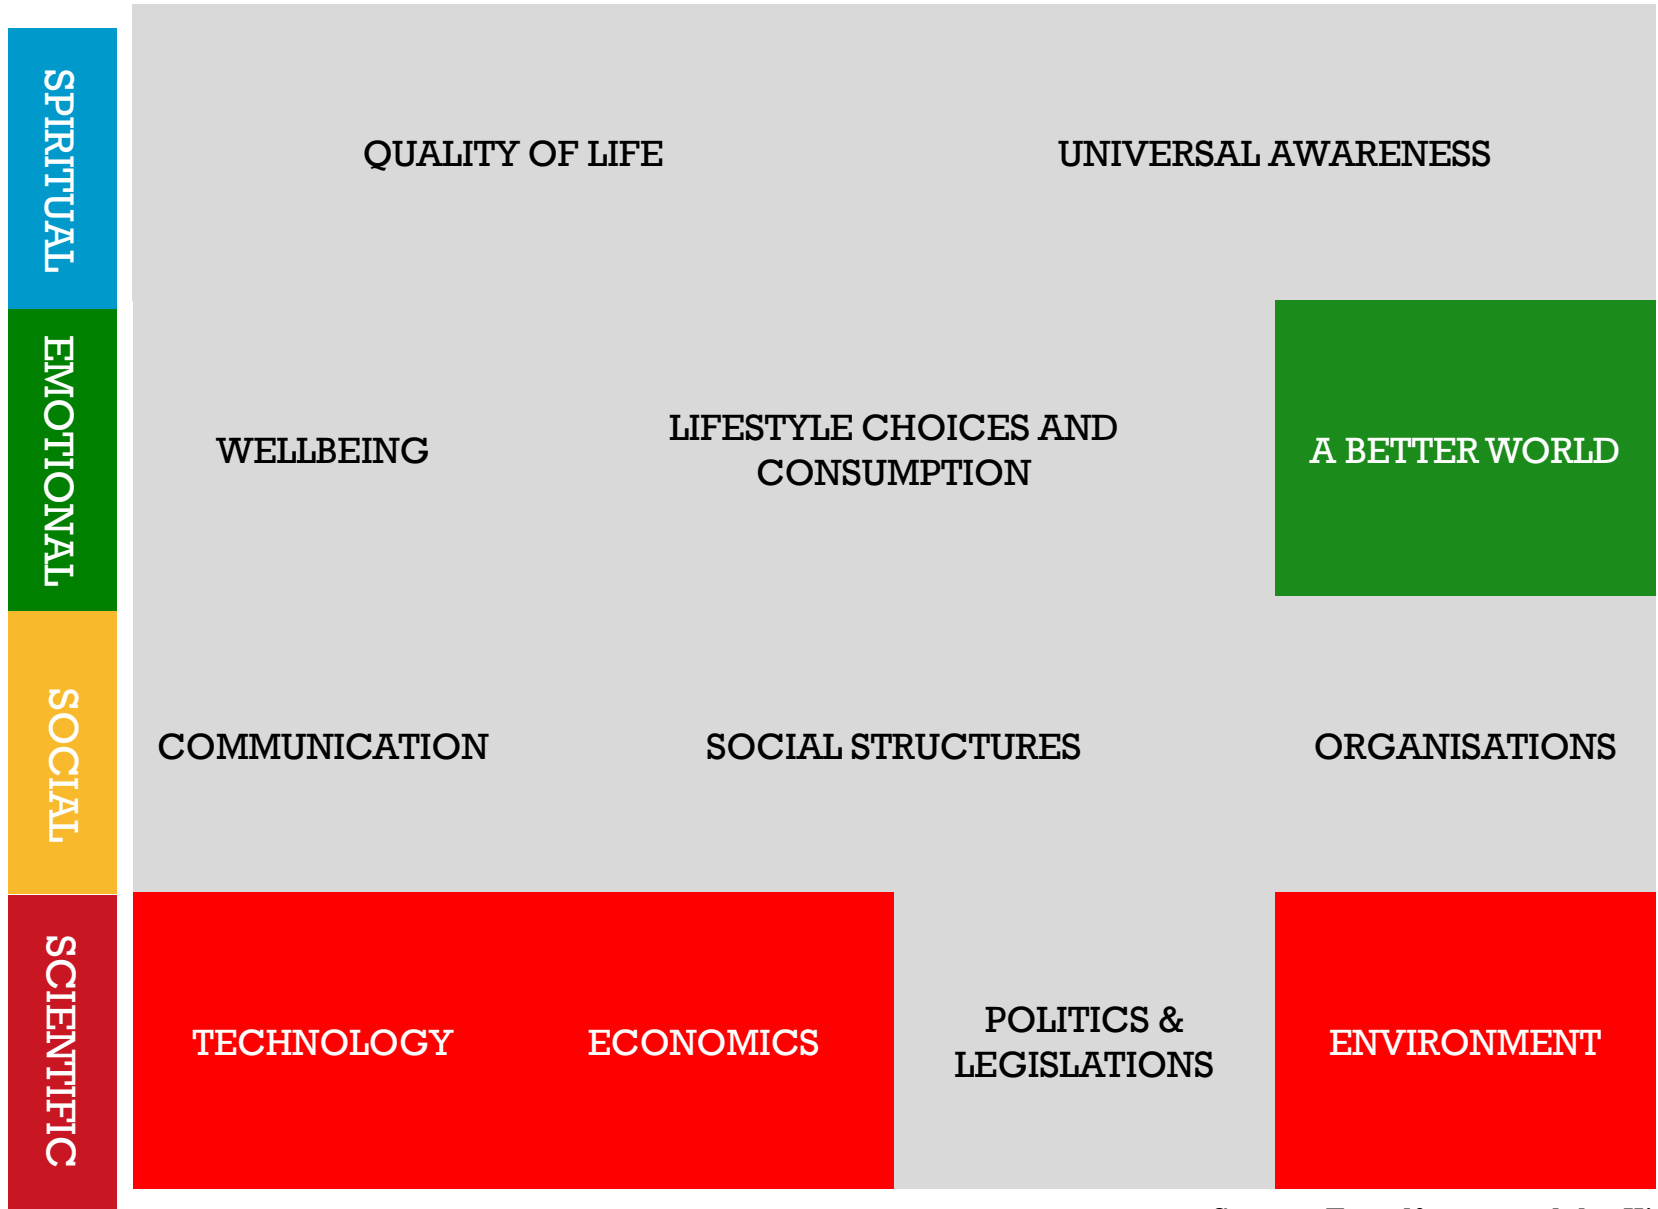 SPIRITUAL
QUALITY OF LIFE
UNIVERSAL AWARENESS
EMOTIONAL
WELLBEING
LIFESTYLE CHOICES AND
CONSUMPTION
A BETTER WORLD
SOCIAL
COMMUNICATION
SOCIAL STRUCTURES
ORGANISATIONS
SCIENTIFIC
TECHNOLOGY
ECONOMICS
POLITICS &
LEGISLATIONS
ENVIRONMENT